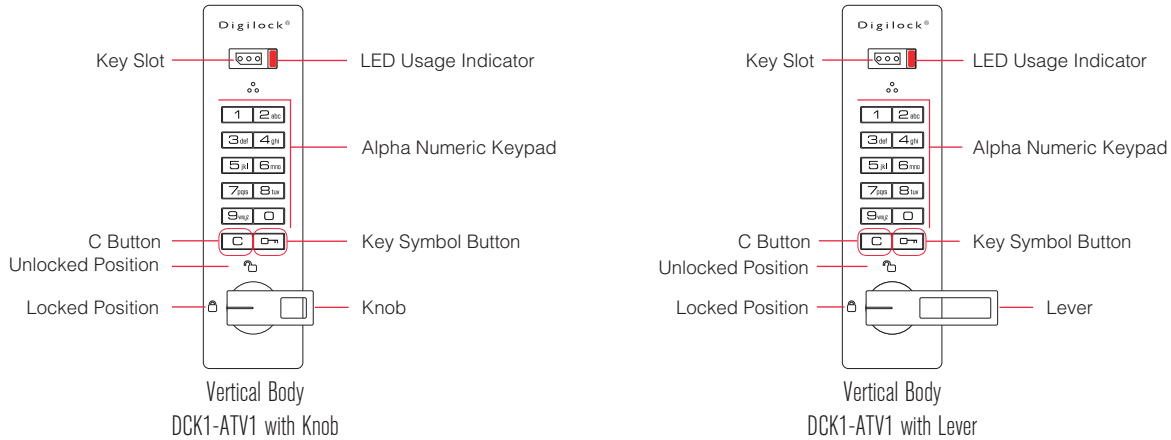 Digilock®
Key Slot
LED Usage Indicator
1 2abc
3def 4ghi
Alpha Numeric Keypad
5jkl 6mno
7pqrs 8tuv
9wxyz 0
C Button
C
Key Symbol Button
Unlocked Position
Locked Position
Knob
Vertical Body
DCK1-ATV1 with Knob
Digilock®
Key Slot
LED Usage Indicator
1 2abc
3def 4ghi
Alpha Numeric Keypad
5jkl 6mno
7pqrs 8tuv
9wxyz 0
C Button
C
Key Symbol Button
Unlocked Position
Locked Position
Lever
Vertical Body
DCK1-ATV1 with Lever